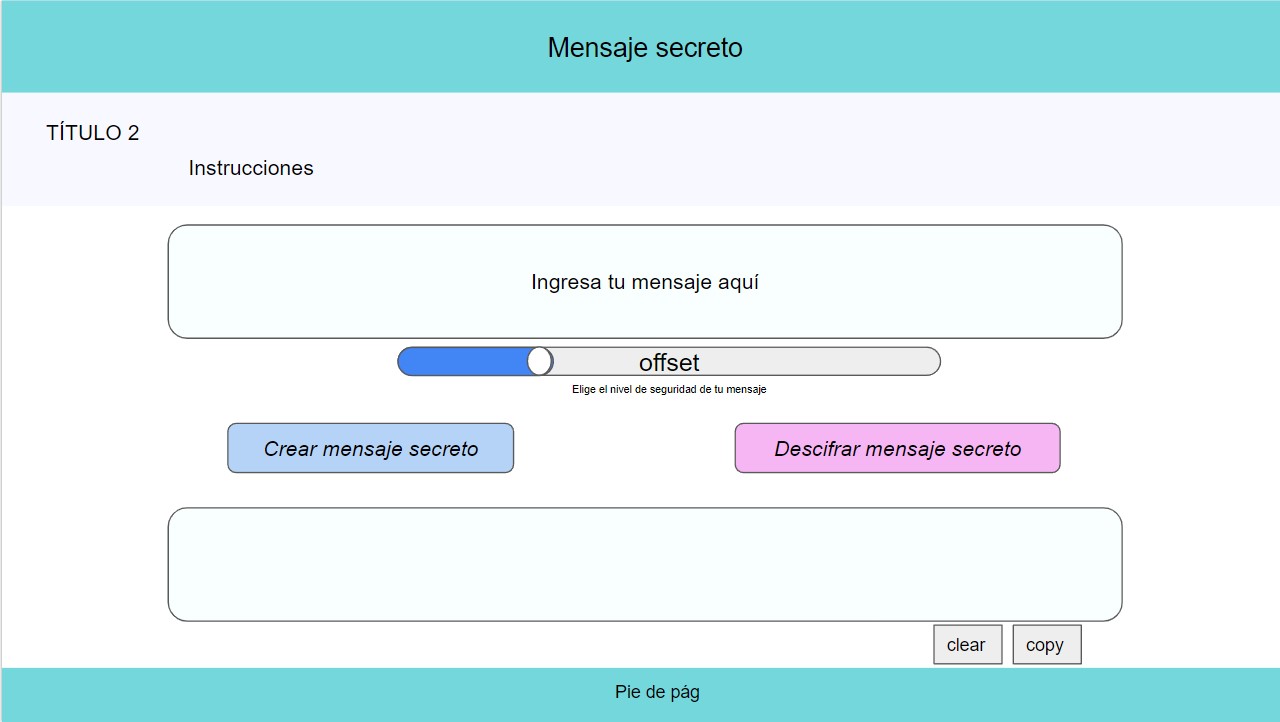 Mensaje secreto
TÍTULO 2
Instrucciones
Ingresa tu mensaje aquí
offset
Elige el nivel de seguridad de tu mensaje
Crear mensaje secreto
Descifrar mensaje secreto
clear
copy
Pie de pág